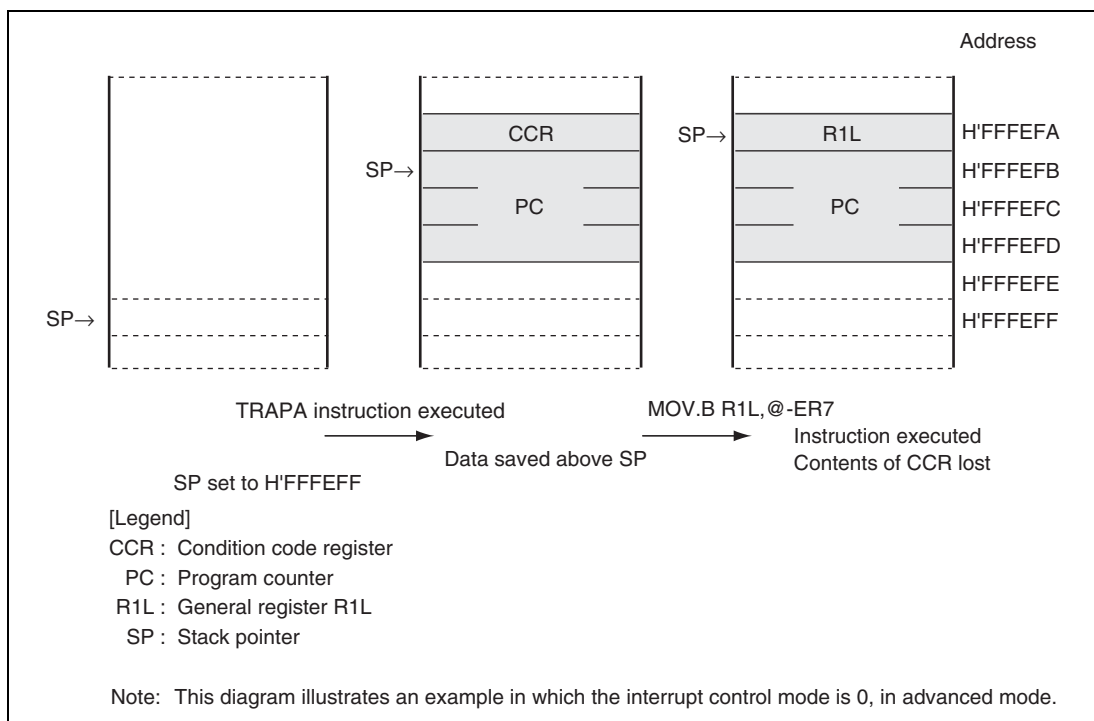 Address
CCR
SP→
R1L
H'FFFEFA
SP→
H'FFFEFB
PC
PC
H'FFFEFC
H'FFFEFD
H'FFFEFE
SP→
H'FFFEFF
TRAPA instruction executed
MOV.B R1L,@-ER7
Instruction executed
Data saved above SP
Contents of CCR lost
SP set to H'FFFEFF
[Legend]
CCR : Condition code register
PC : Program counter
R1L : General register R1L
SP : Stack pointer
Note: This diagram illustrates an example in which the interrupt control mode is 0, in advanced mode.